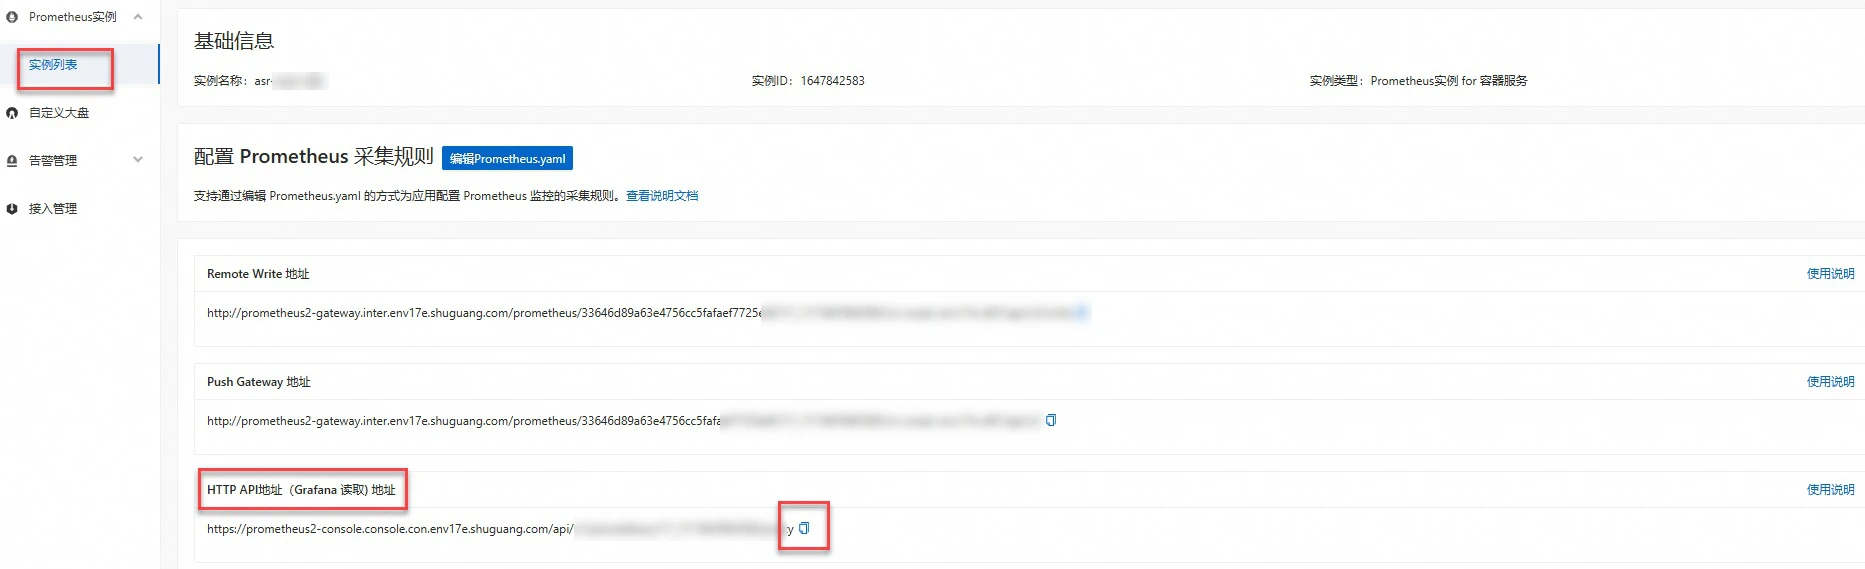 Prometheus实例
实例列表
自定义大盘
告警管理
接入管理
基础信息
实例名称：asr-
实例ID：1647842583
实例类型：Prometheus实例 for 容器服务
配置 Prometheus 采集规则
编辑Prometheus.yaml
支持通过编辑 Prometheus.yaml 的方式为应用配置 Prometheus 监控的采集规则。查看说明文档
Remote Write 地址
使用说明
http://prometheus2-gateway.inter.env17e.shuguang.com/prometheus/33646d89a63e4756cc5fafaef7725e
Push Gateway 地址
使用说明
http://prometheus2-gateway.inter.env17e.shuguang.com/prometheus/33646d89a63e4756cc5fafa
HTTP API地址（Grafana 读取) 地址
使用说明
https://prometheus2-console.console.con.env17e.shuguang.com/api/ y